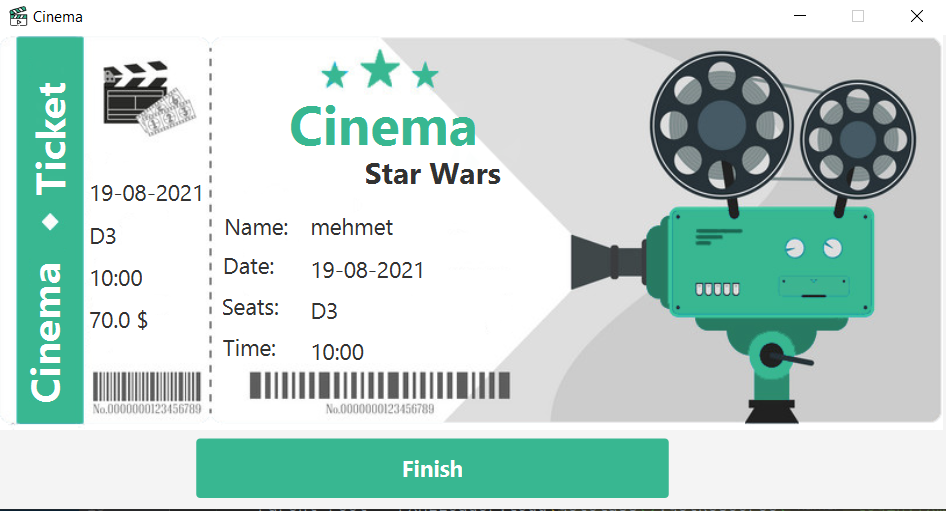 Cinema
Cinema ◆ Ticket
19-08-2021
D3
10:00
70.0 $
No.0000000123456789
Cinema
Star Wars
Name: mehmet
Date: 19-08-2021
Seats: D3
Time: 10:00
No.0000000123456789
Finish